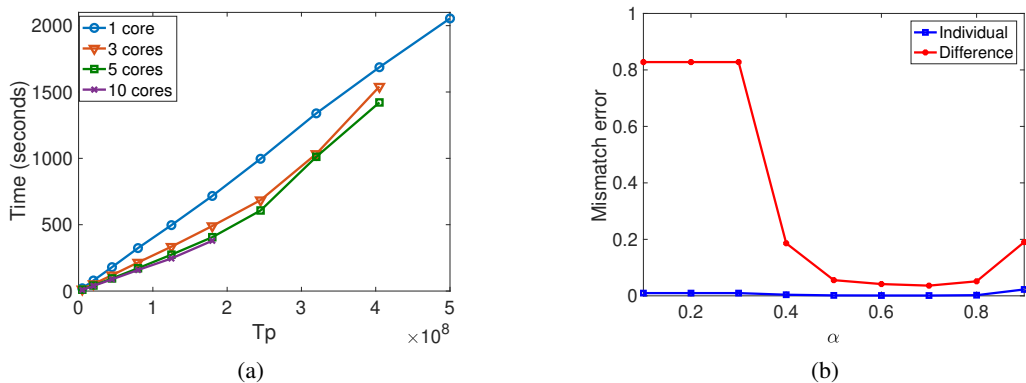 2000
1500
1000
500
0
Time (seconds)
1 core
3 cores
5 cores
10 cores
0 1 2 3 4 5
Tp
×10^8
(a)
1
0.8
0.6
0.4
0.2
0
Mismatch error
Individual
Difference
0.2 0.4 0.6 0.8
α
(b)